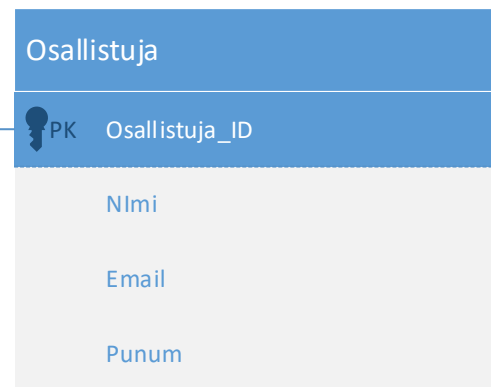 Osallistuja
PK Osallistuja_ID
NImi
Email
Punum